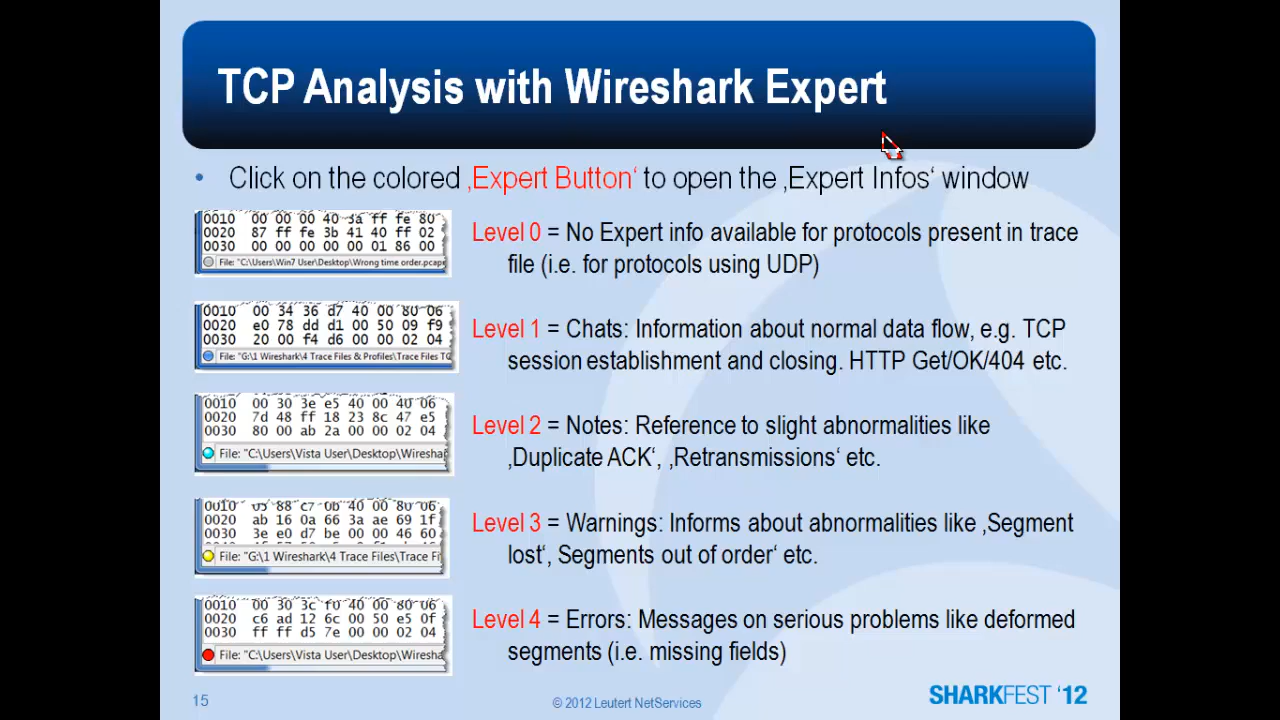 TCP Analysis with Wireshark Expert
• Click on the colored ‚Expert Button‘ to open the ‚Expert Infos‘ window
0010 00 00 00 40 3a ff fe 80
0020 87 ff fe 3b 41 40 ff 02
0030 00 00 00 00 01 86 00
File: "C:\Users\Win7 User\Desktop\Wrong time order.pcap
Level 0 = No Expert info available for protocols present in trace
file (i.e. for protocols using UDP)
0010 00 34 36 d7 40 00 80 06
0020 e0 78 dd d1 00 50 09 f9
0030 20 00 f4 d6 00 00 02 04
File: "G:\1 Wireshark\4 Trace Files & Profiles\Trace Files TC
Level 1 = Chats: Information about normal data flow, e.g. TCP
session establishment and closing. HTTP Get/OK/404 etc.
0010 00 30 3e e5 40 00 40 06
0020 7d 48 ff 18 23 8c 47 e5
0030 80 00 ab 2a 00 00 02 04
File: "C:\Users\Vista User\Desktop\Wiresha
Level 2 = Notes: Reference to slight abnormalities like
‚Duplicate ACK‘, ‚Retransmissions‘ etc.
0010 05 88 c7 0b 40 00 80 06
0020 ab 16 0a 66 3a ae 69 1f
0030 3e e0 d7 be 00 00 46 60
File: "G:\1 Wireshark\4 Trace Files\Trace Fi
Level 3 = Warnings: Informs about abnormalities like ‚Segment
lost‘, Segments out of order‘ etc.
0010 00 30 3c f0 40 00 80 06
0020 c6 ad 12 6c 00 50 e5 0f
0030 ff ff d5 7e 00 00 02 04
File: "C:\Users\Vista User\Desktop\Wiresha
Level 4 = Errors: Messages on serious problems like deformed
segments (i.e. missing fields)
15
© 2012 Leutert NetServices
SHARKFEST ‘12